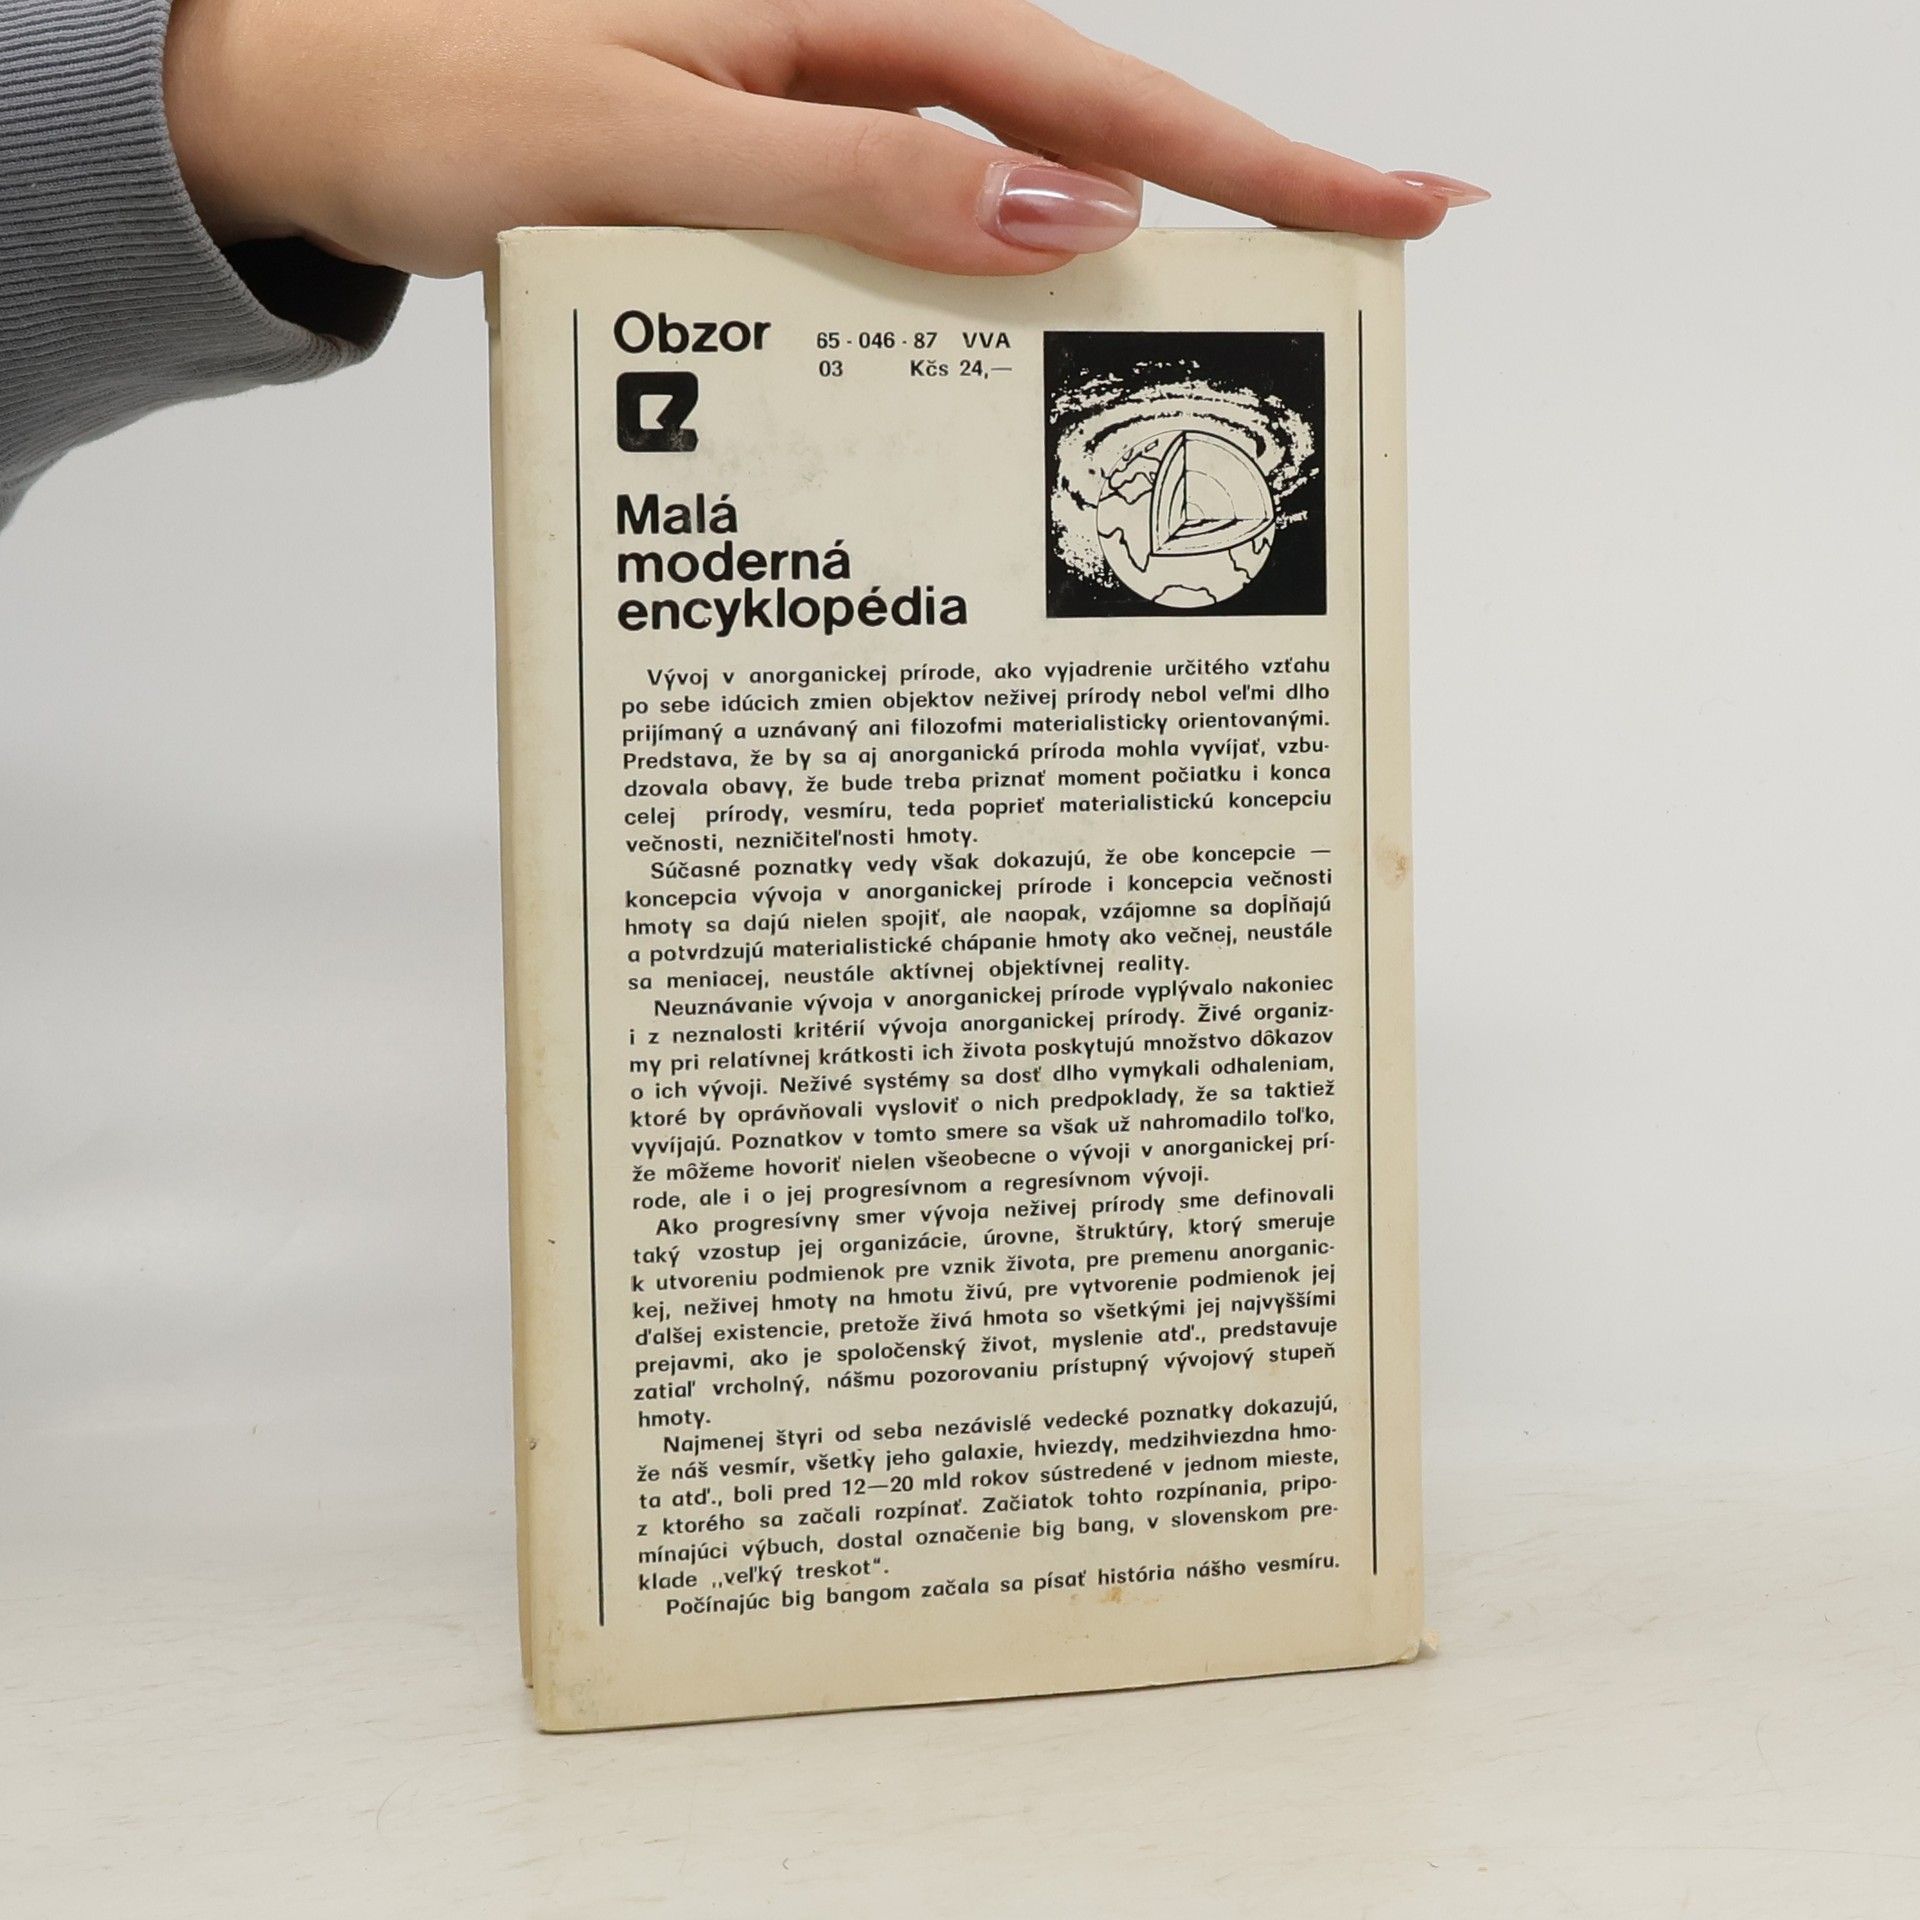 Obzor
65 - 046 - 87 VVA
03 Kčs 24,—
Malá
moderná
encyklopédia
Vývoj v anorganickej prírode, ako vyjadrenie určitého vzťahu
po sebe idúcich zmien objektov neživej prírody nebol veľmi dlho
prijímaný a uznávaný ani filozofmi materialisticky orientovanými.
Predstava, že by sa aj anorganická príroda mohla vyvíjať, vzbu-
dzovala obavy, že bude treba priznať moment počiatku i konca
celej prírody, vesmíru, teda poprieť materialistickú koncepciu
večnosti, nezničiteľnosti hmoty.
Súčasné poznatky vedy však dokazujú, že obe koncepcie —
koncepcia vývoja v anorganickej prírode i koncepcia večnosti
hmoty sa dajú nielen spojiť, ale naopak, vzájomne sa dopĺňajú
a potvrdzujú materialistické chápanie hmoty ako večnej, neustále
sa meniacej, neustále aktívnej objektívnej reality.
Neuznávanie vývoja v anorganickej prírode vyplývalo nakoniec
i z neznalosti kritérií vývoja anorganickej prírody. Živé organiz-
my pri relatívnej krátkosti ich života poskytujú množstvo dôkazov
o ich vývoji. Neživé systémy sa dosť dlho vymykali odhaleniam,
ktoré by oprávňovali vysloviť o nich predpoklady, že sa taktiež
vyvíjajú. Poznatkov v tomto smere sa však už nahromadilo toľko,
že môžeme hovoriť nielen všeobecne o vývoji v anorganickej prí-
rode, ale i o jej progresívnom a regresívnom vývoji.
Ako progresívny smer vývoja neživej prírody sme definovali
taký vzostup jej organizácie, úrovne, štruktúry, ktorý smeruje
k utvoreniu podmienok pre vznik života, pre premenu anorganic-
kej, neživej hmoty na hmotu živú, pre vytvorenie podmienok jej
ďalšej existencie, pretože živá hmota so všetkými jej najvyššími
prejavmi, ako je spoločenský život, myslenie atď., predstavuje
zatiaľ vrcholný, nášmu pozorovaniu prístupný vývojový stupeň
hmoty.
Najmenej štyri od seba nezávislé vedecké poznatky dokazujú,
že náš vesmír, všetky jeho galaxie, hviezdy, medzihviezdna hmo-
ta atď., boli pred 12—20 mld rokov sústredené v jednom mieste,
z ktorého sa začali rozpínať. Začiatok tohto rozpínania, pripo-
mínajúci výbuch, dostal označenie big bang, v slovenskom pre-
klade „veľký treskot“.
Počínajúc big bangom začala sa písať história nášho vesmíru.